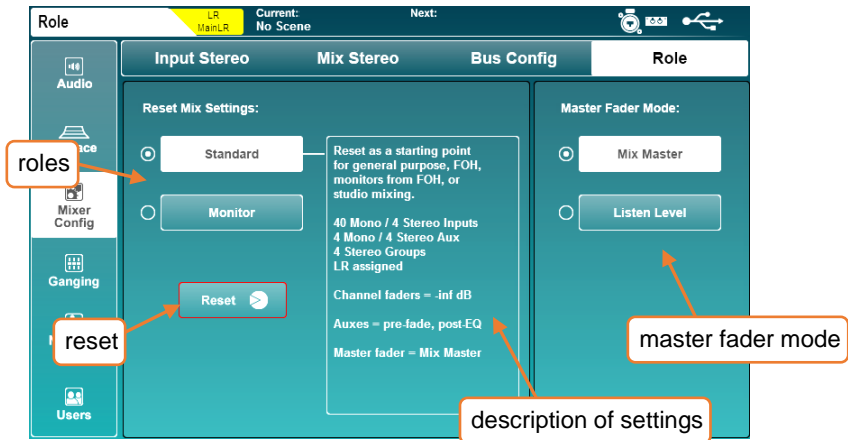 Role
LR
MainLR
Current:
No Scene
Next:
Audio
Mixer
Config
Ganging
Users
Input Stereo
Mix Stereo
Bus Config
Role
Reset Mix Settings:
Standard
Monitor
Reset
Reset as a starting point
for general purpose, FOH,
monitors from FOH, or
studio mixing.
40 Mono / 4 Stereo Inputs
4 Mono / 4 Stereo Aux
4 Stereo Groups
LR assigned
Channel faders = -inf dB
Auxes = pre-fade, post-EQ
Master fader = Mix Master
Master Fader Mode:
Mix Master
Listen Level
roles
reset
description of settings
master fader mode